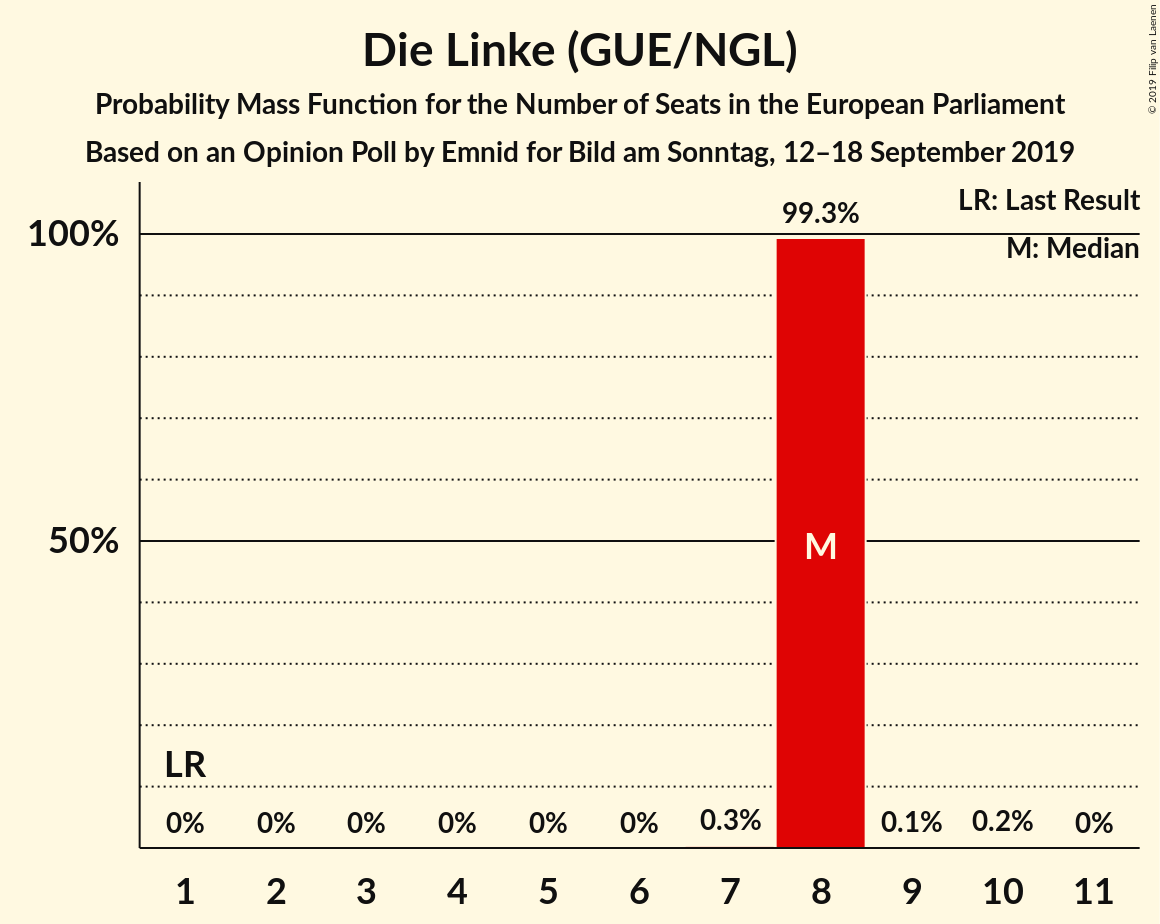 Die Linke (GUE/NGL)
Probability Mass Function for the Number of Seats in the European Parliament
Based on an Opinion Poll by Emnid for Bild am Sonntag, 12–18 September 2019
© 2019 Filip van Laenen
LR: Last Result
M: Median
100%
50%
99.3%
M
LR
0% 0% 0% 0% 0% 0% 0.3% 0.1% 0.2% 0%
1 2 3 4 5 6 7 8 9 10 11